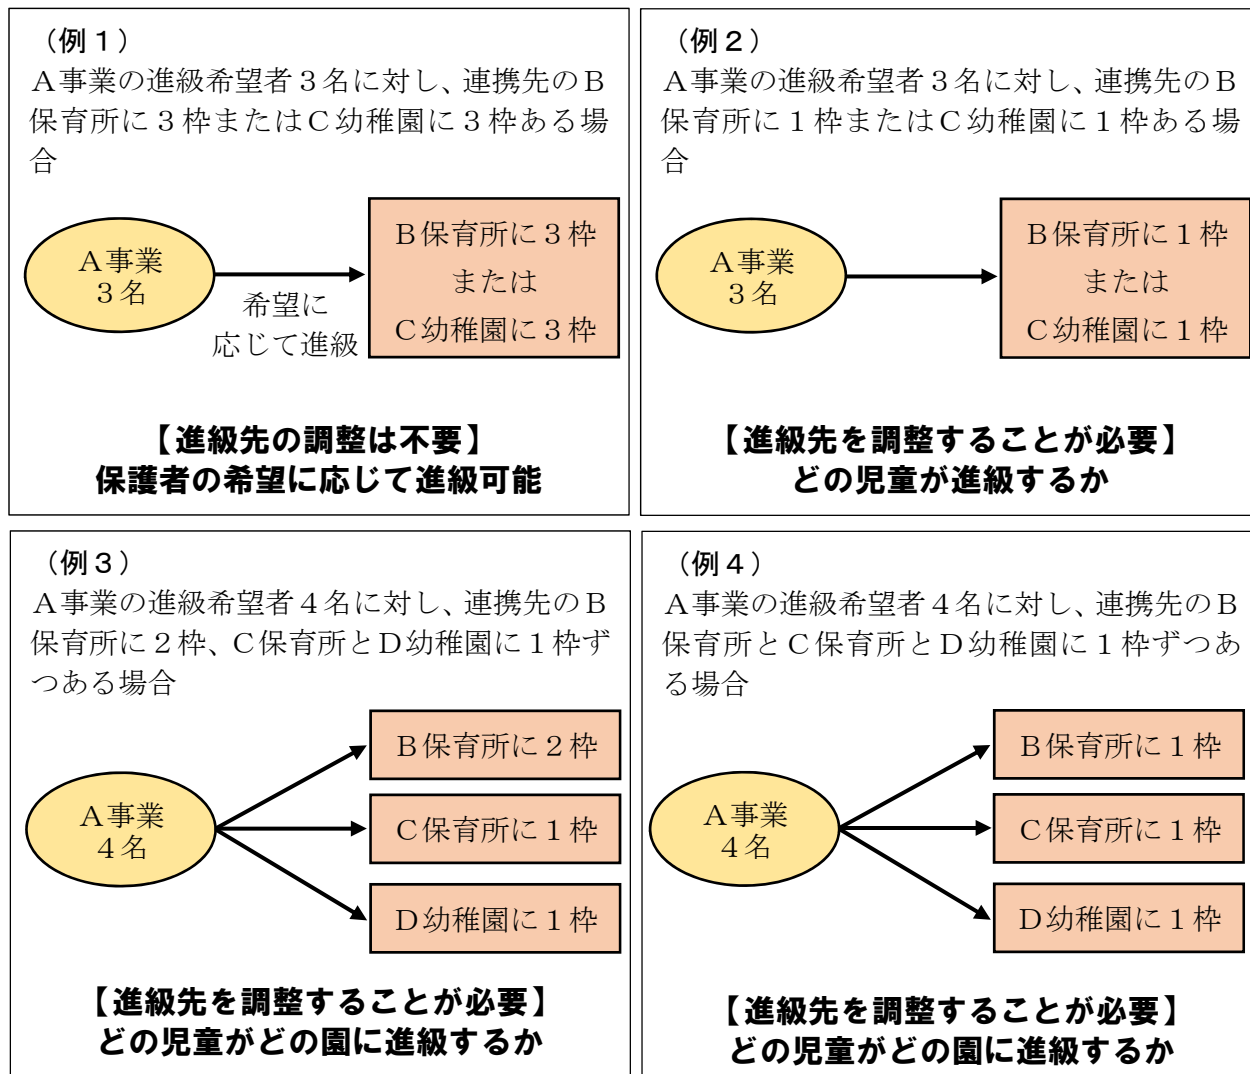 （例１）
Ａ事業の進級希望者３名に対し、連携先のＢ
保育所に３枠またはＣ幼稚園に３枠ある場
合
Ａ事業
３名
希望に
応じて進級
Ｂ保育所に３枠
または
Ｃ幼稚園に３枠
【進級先の調整は不要】
保護者の希望に応じて進級可能
（例２）
Ａ事業の進級希望者３名に対し、連携先のＢ
保育所に１枠またはＣ幼稚園に１枠ある場
合
Ａ事業
３名
Ｂ保育所に１枠
または
Ｃ幼稚園に１枠
【進級先を調整することが必要】
どの児童が進級するか
（例３）
Ａ事業の進級希望者４名に対し、連携先のＢ
保育所に２枠、Ｃ保育所とＤ幼稚園に１枠ず
つある場合
Ａ事業
４名
Ｂ保育所に２枠
Ｃ保育所に１枠
Ｄ幼稚園に１枠
【進級先を調整することが必要】
どの児童がどの園に進級するか
（例４）
Ａ事業の進級希望者４名に対し、連携先のＢ
保育所とＣ保育所とＤ幼稚園に１枠ずつあ
る場合
Ａ事業
４名
Ｂ保育所に１枠
Ｃ保育所に１枠
Ｄ幼稚園に１枠
【進級先を調整することが必要】
どの児童がどの園に進級するか